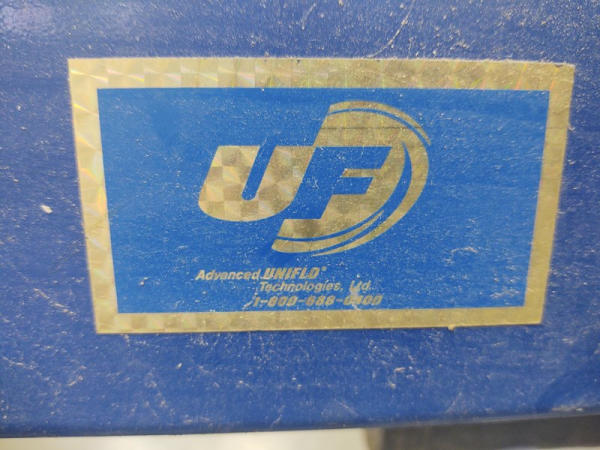 UF
Advanced UNIFLO®
Technologies, Ltd.